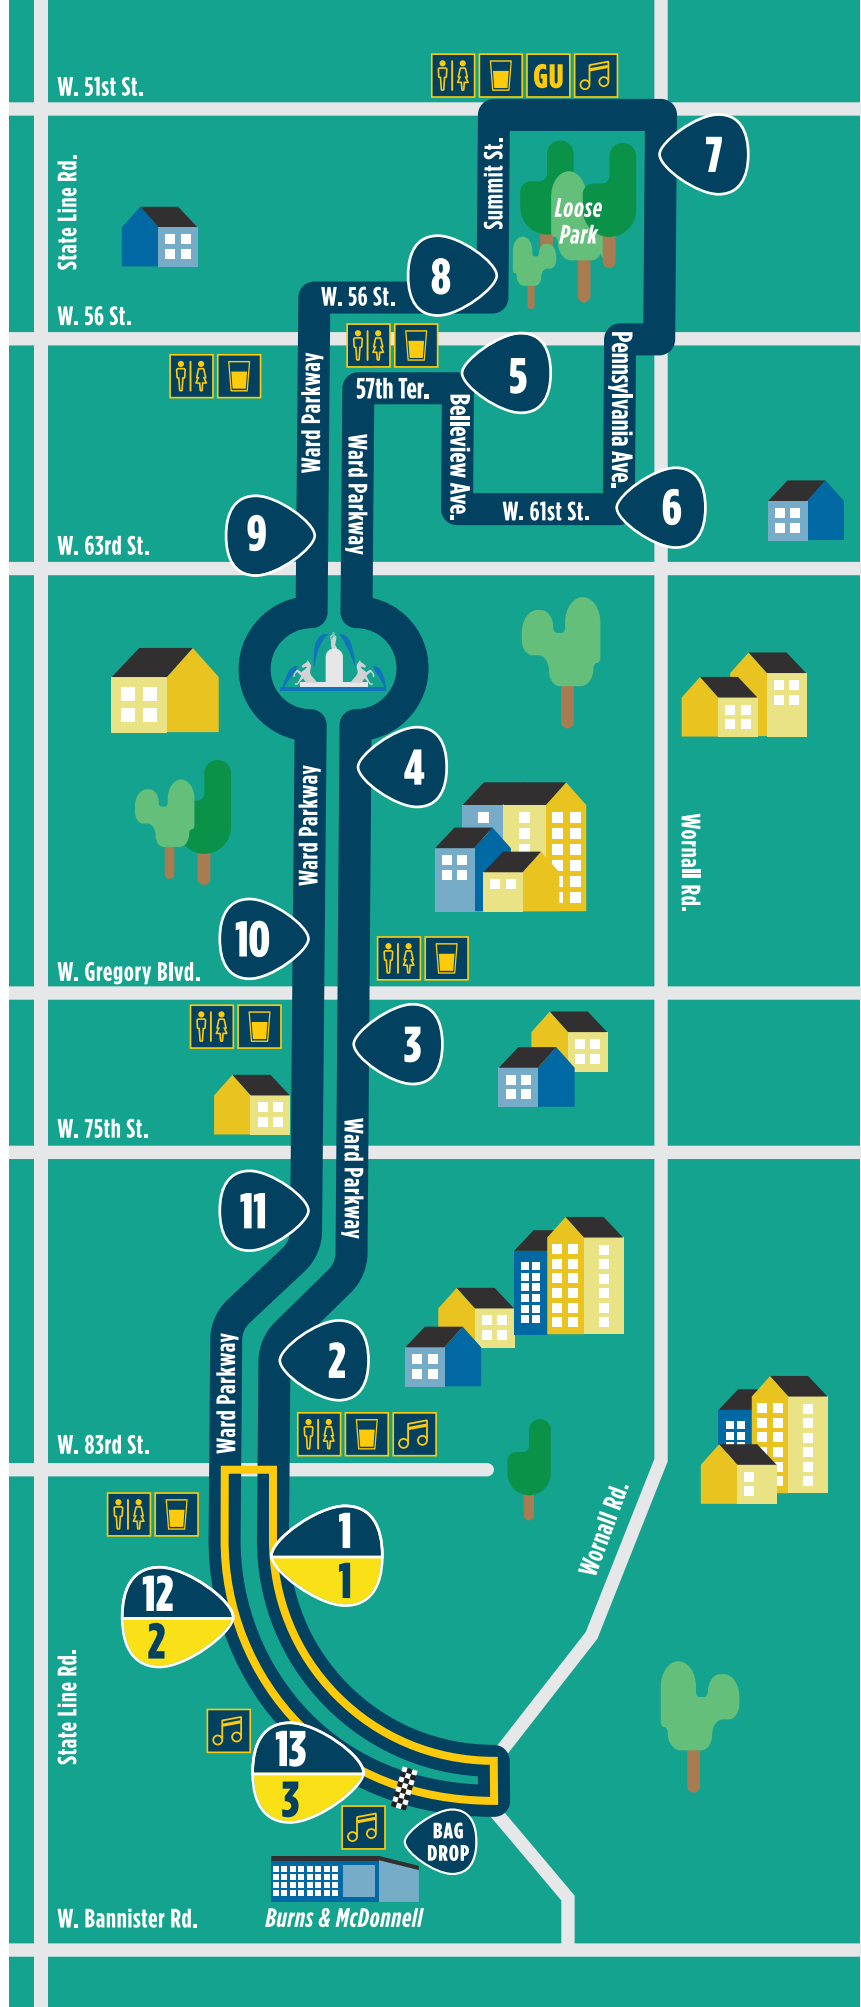 W. 51st St.
GU
State Line Rd.
Summit St.
7
Loose
Park
8
W. 56 St.
W. 56 St.
Ward Parkway
57th Ter.
5
Pennsylvania Ave.
Belleview Ave.
Ward Parkway
W. 61st St.
6
9
W. 63rd St.
4
Ward Parkway
Wornall Rd.
10
W. Gregory Blvd.
3
W. 75th St.
Ward Parkway
11
2
Ward Parkway
W. 83rd St.
Wornall Rd.
1
1
12
2
State Line Rd.
13
3
BAG
DROP
W. Bannister Rd.
Burns & McDonnell